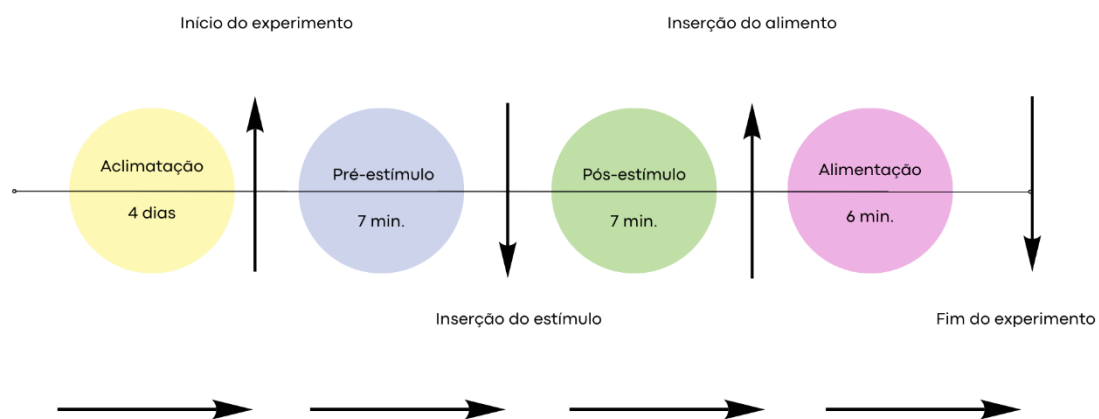 Início do experimento
Inserção do alimento
Aclimatação
4 dias
Pré-estímulo
7 min.
Pós-estímulo
7 min.
Alimentação
6 min.
Inserção do estímulo
Fim do experimento